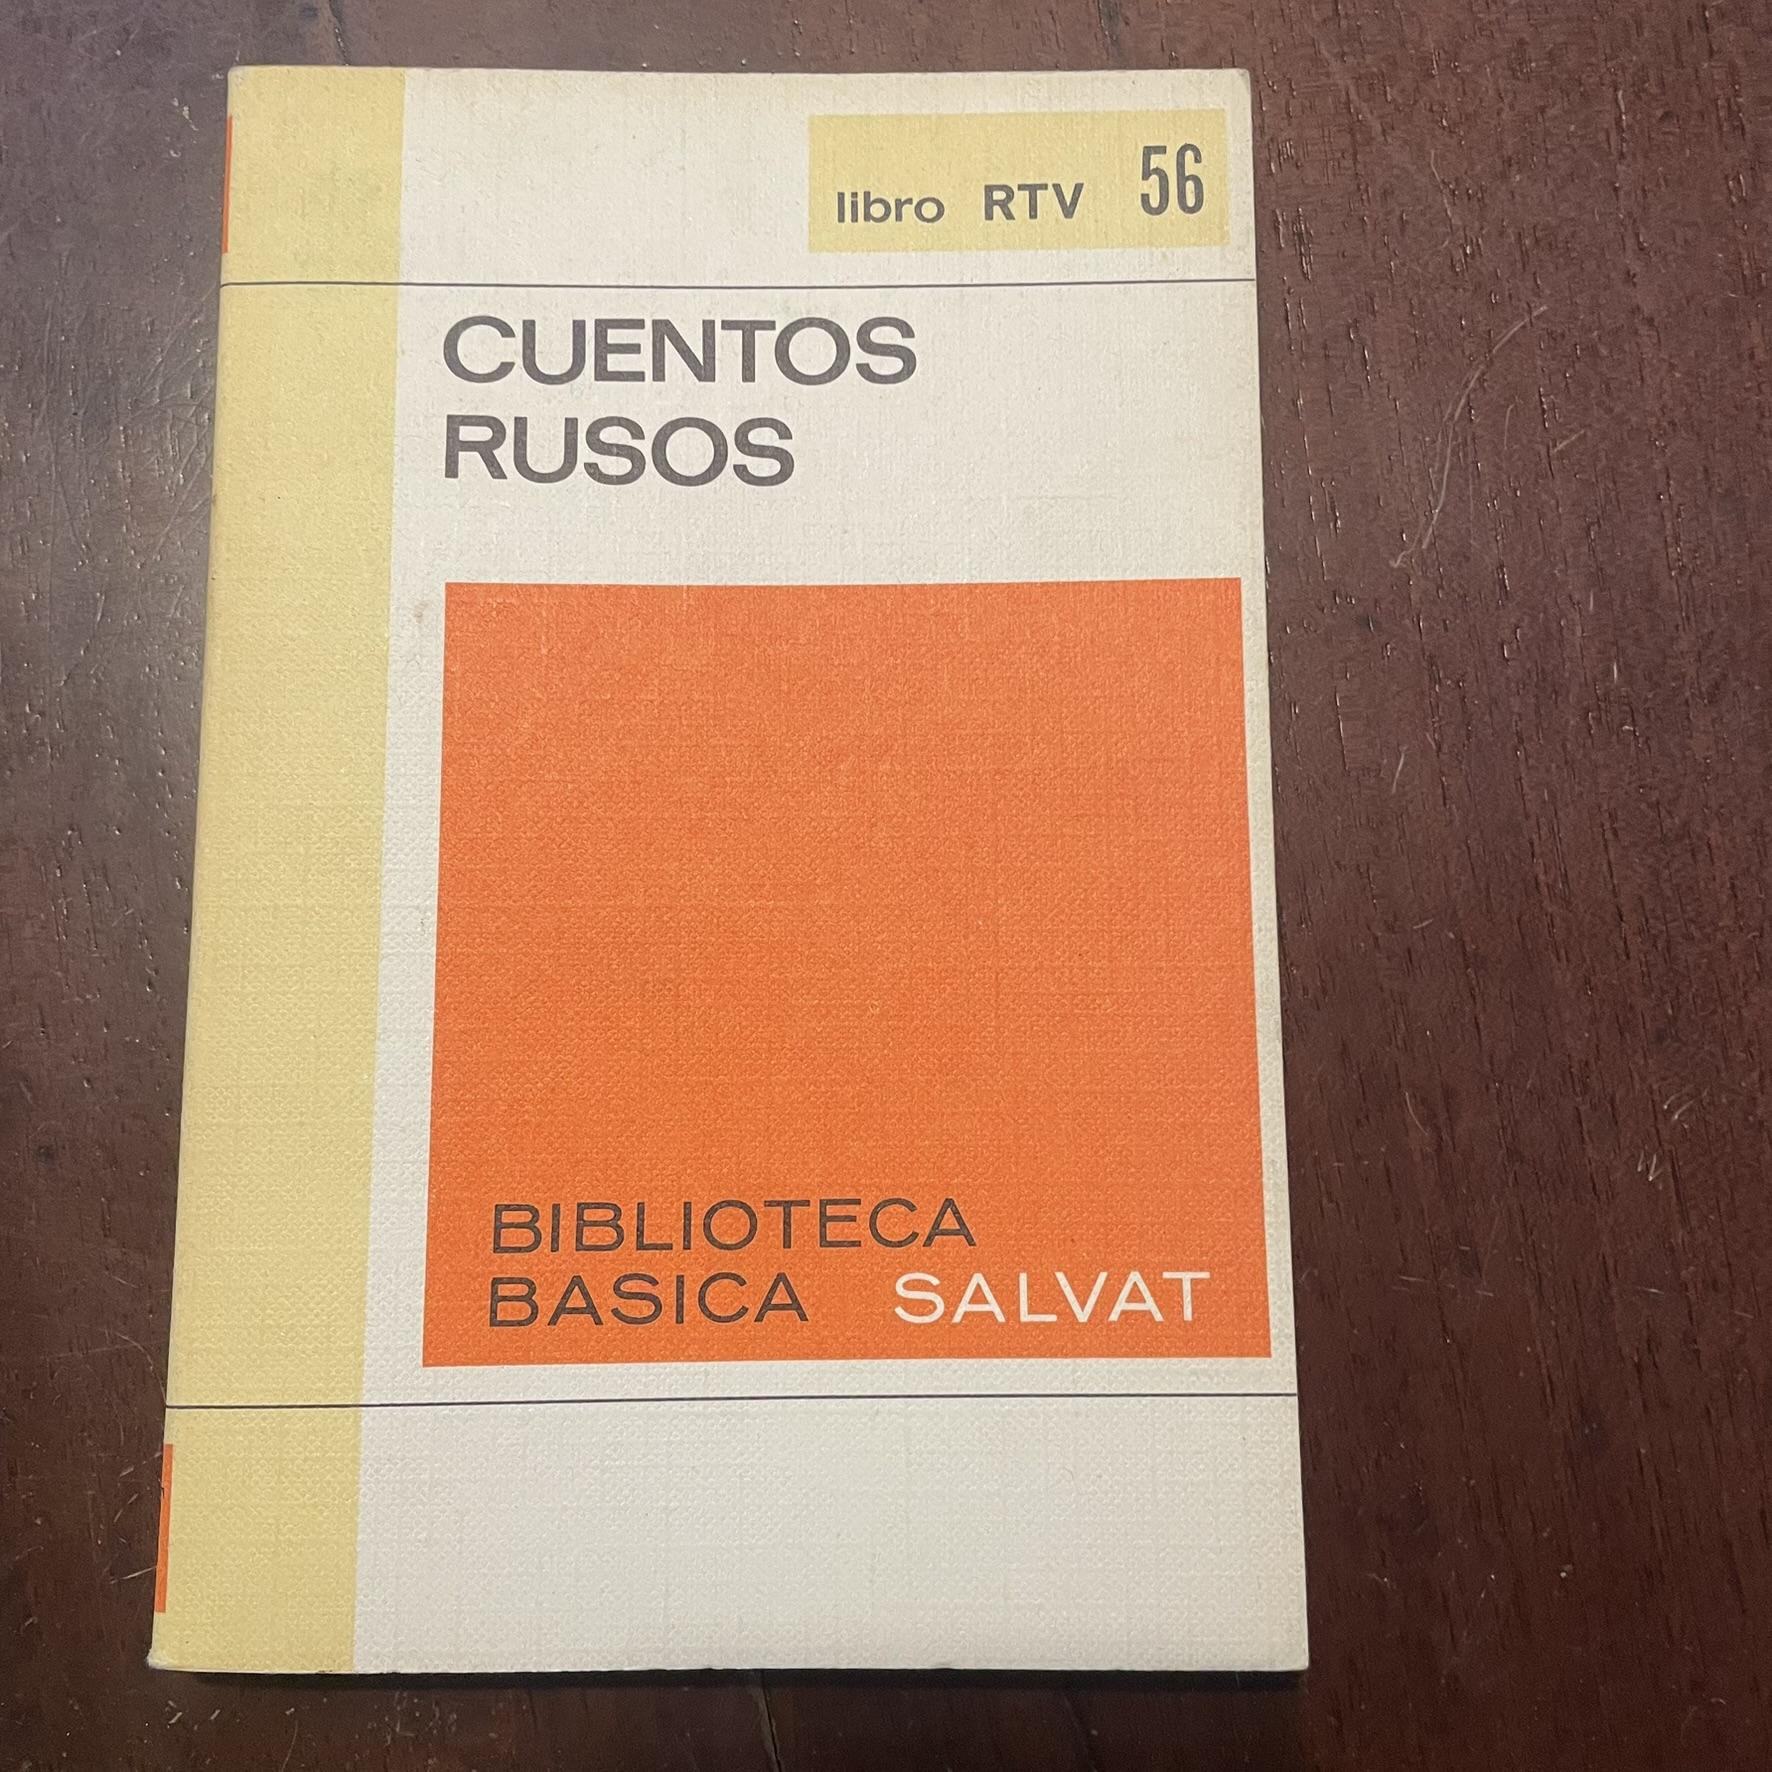 libro RTV 56
CUENTOS
RUSOS
BIBLIOTECA
BASICA SALVAT